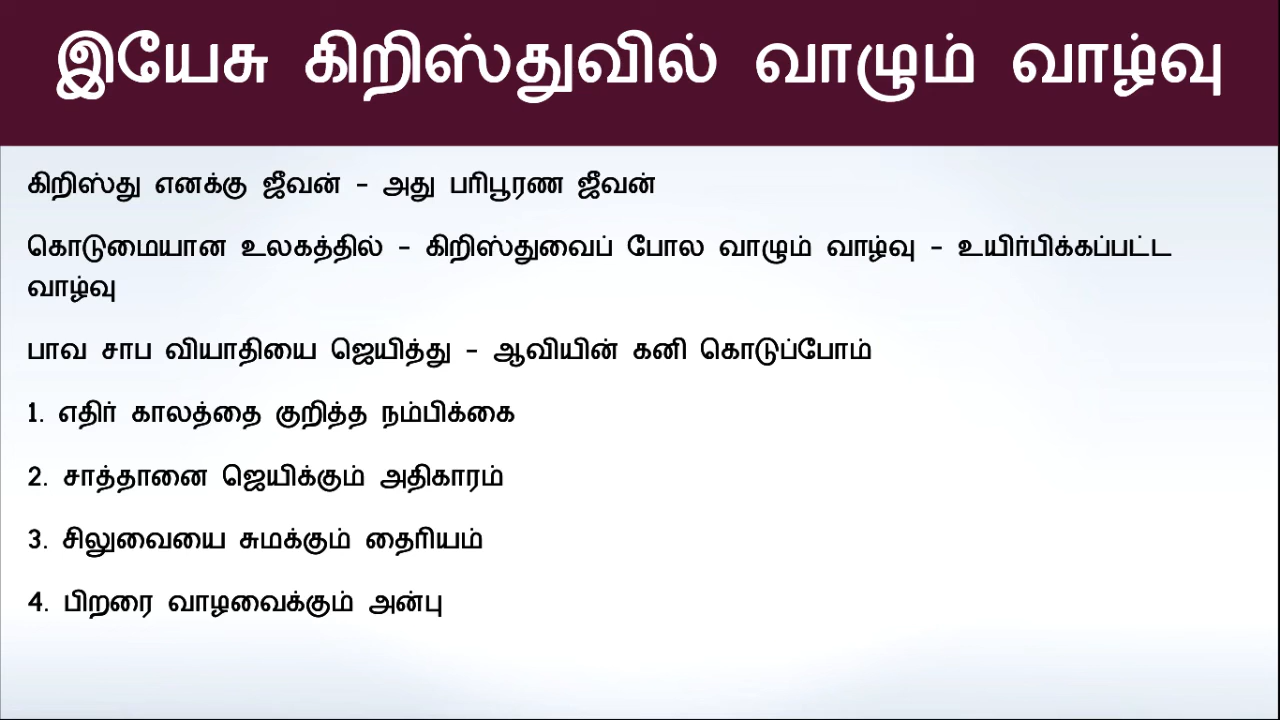 இயேசு கிறிஸ்துவில் வாழும் வாழ்வு
கிறிஸ்து எனக்கு ஜீவன் - அது பரிபூரண ஜீவன்
கொடுமையான உலகத்தில் - கிறிஸ்துவைப் போல வாழும் வாழ்வு - உயிர்பிக்கப்பட்ட
வாழ்வு
பாவ சாப வியாதியை ஜெயித்து - ஆவியின் கனி கொடுப்போம்
1. எதிர் காலத்தை குறித்த நம்பிக்கை
2. சாத்தானை ஜெயிக்கும் அதிகாரம்
3. சிலுவையை சுமக்கும் தைரியம்
4. பிறரை வாழவைக்கும் அன்பு